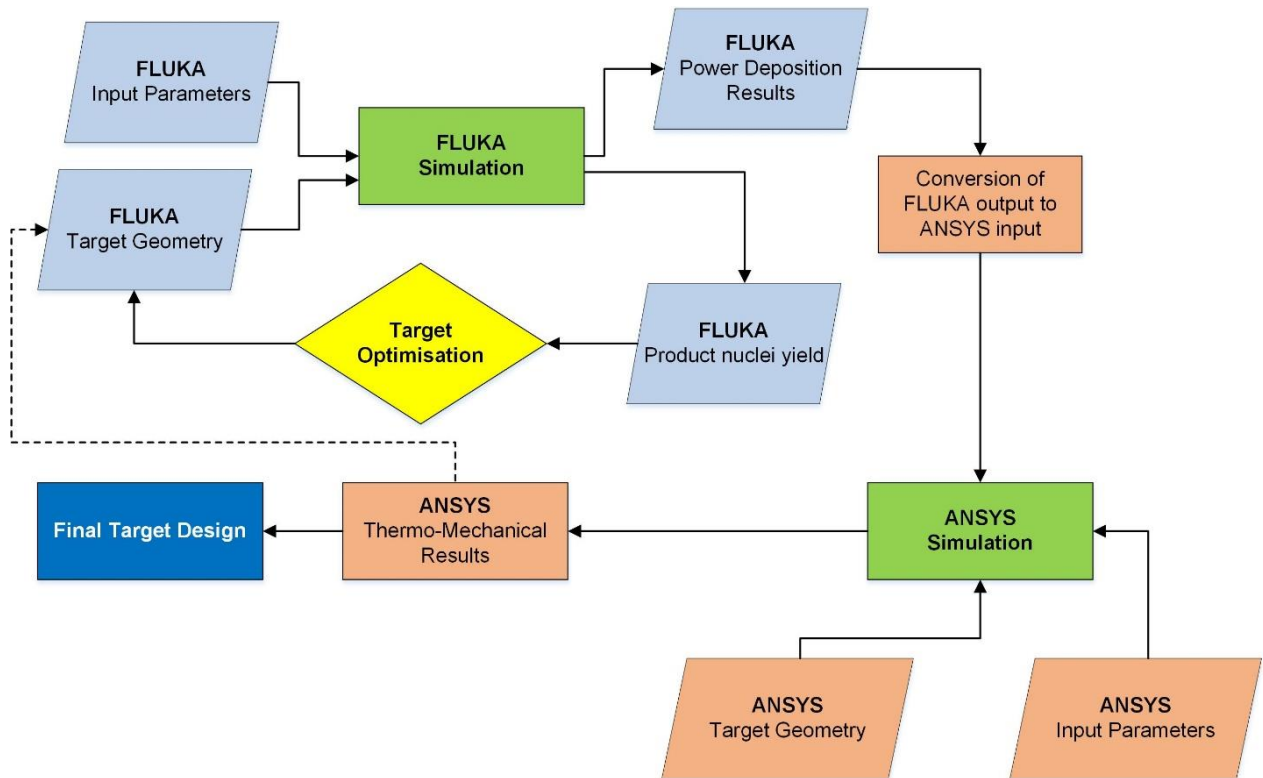 FLUKA
Input Parameters
FLUKA
Power Deposition
Results
FLUKA
Simulation
FLUKA
Target Geometry
Conversion of
FLUKA output to
ANSYS input
Target
Optimisation
FLUKA
Product nuclei yield
Final Target Design
ANSYS
Thermo-Mechanical
Results
ANSYS
Simulation
ANSYS
Target Geometry
ANSYS
Input Parameters